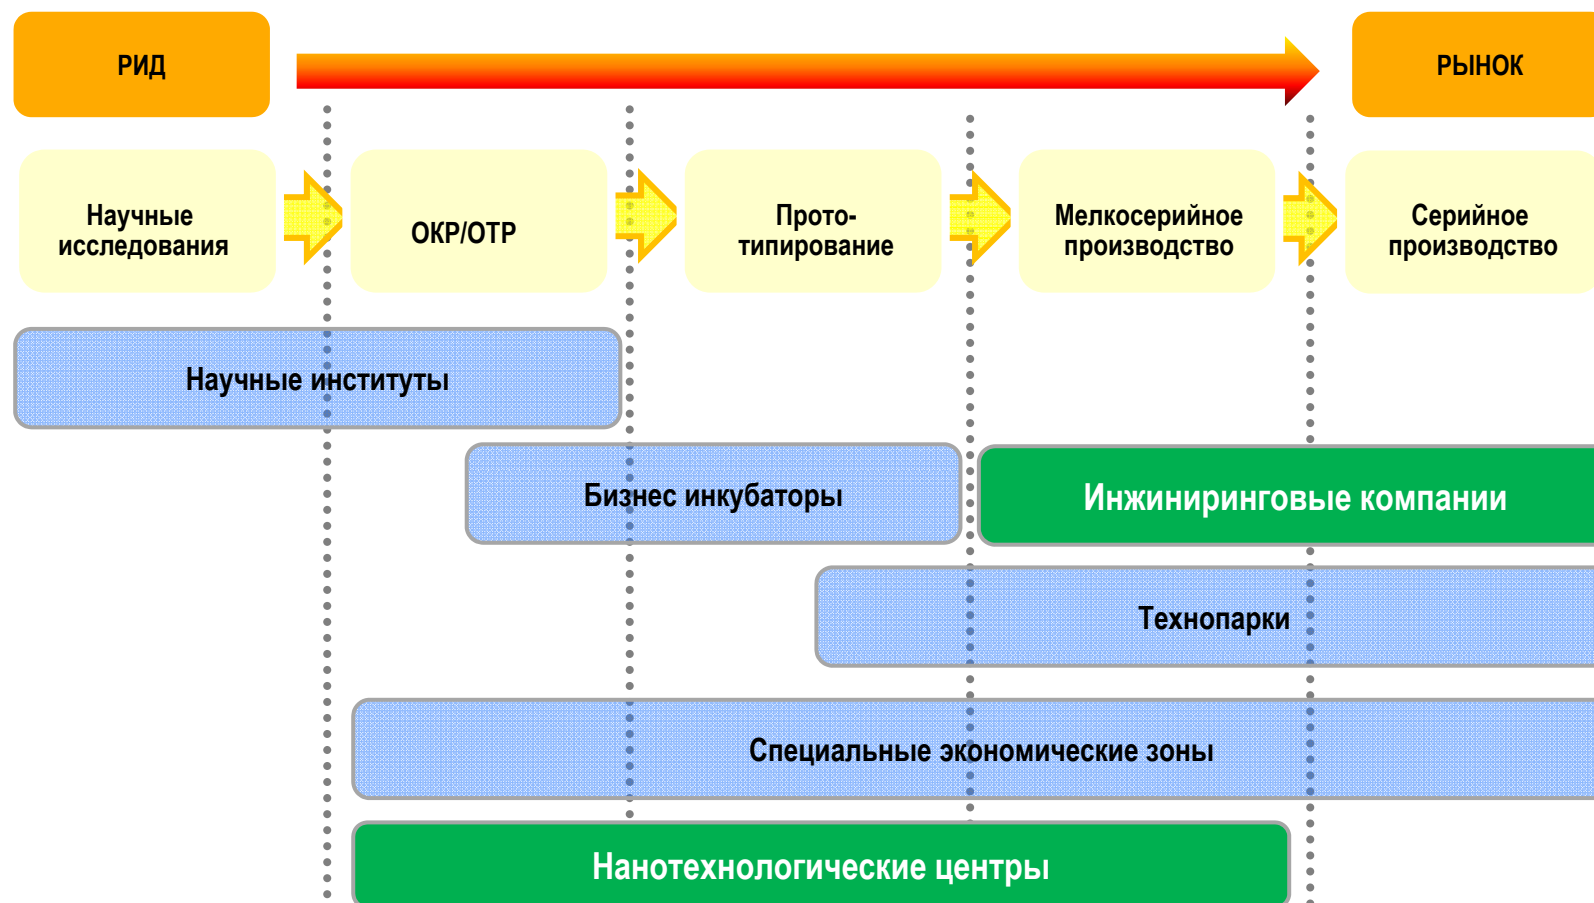 РИД
РЫНОК
Научные
исследования
ОКР/ОТР
Прото-
типирование
Мелкосерийное
производство
Серийное
производство
Научные институты
Бизнес инкубаторы
Инжиниринговые компании
Технопарки
Специальные экономические зоны
Нанотехнологические центры